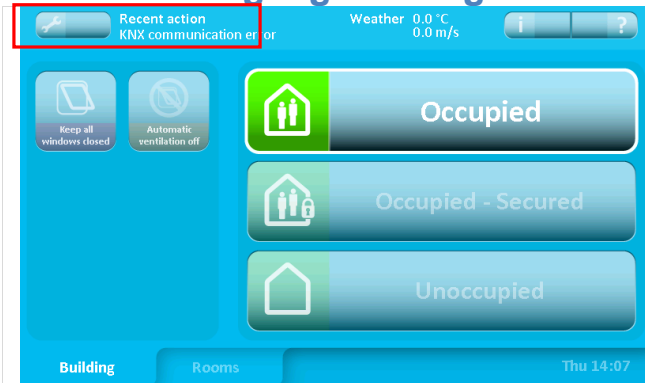 Recent action
KNX communication error
Weather 0.0 °C
0.0 m/s
i
?
Keep all
windows closed
Automatic
ventilation off
Occupied
Occupied - Secured
Unoccupied
Building
Rooms
Thu 14:07